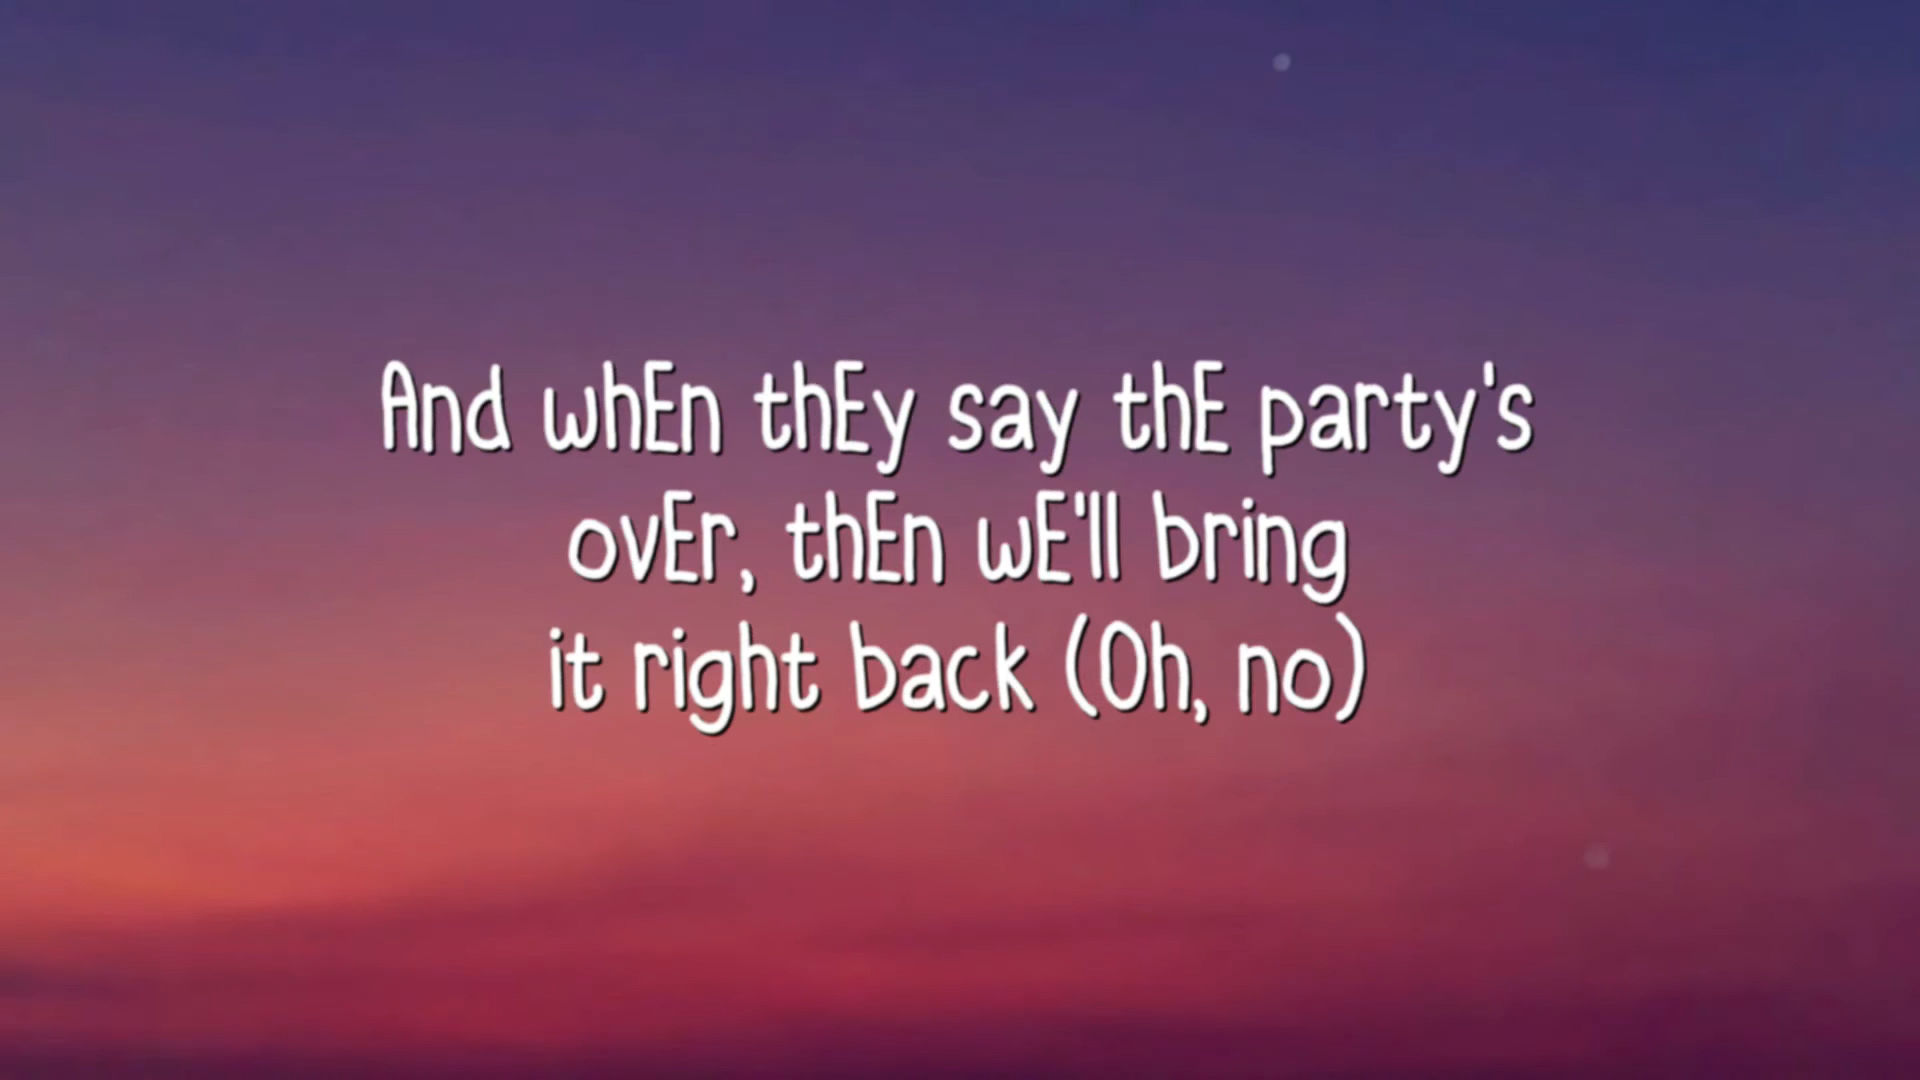 And when they say the party's
over, then we'll bring
it right back (Oh, no)